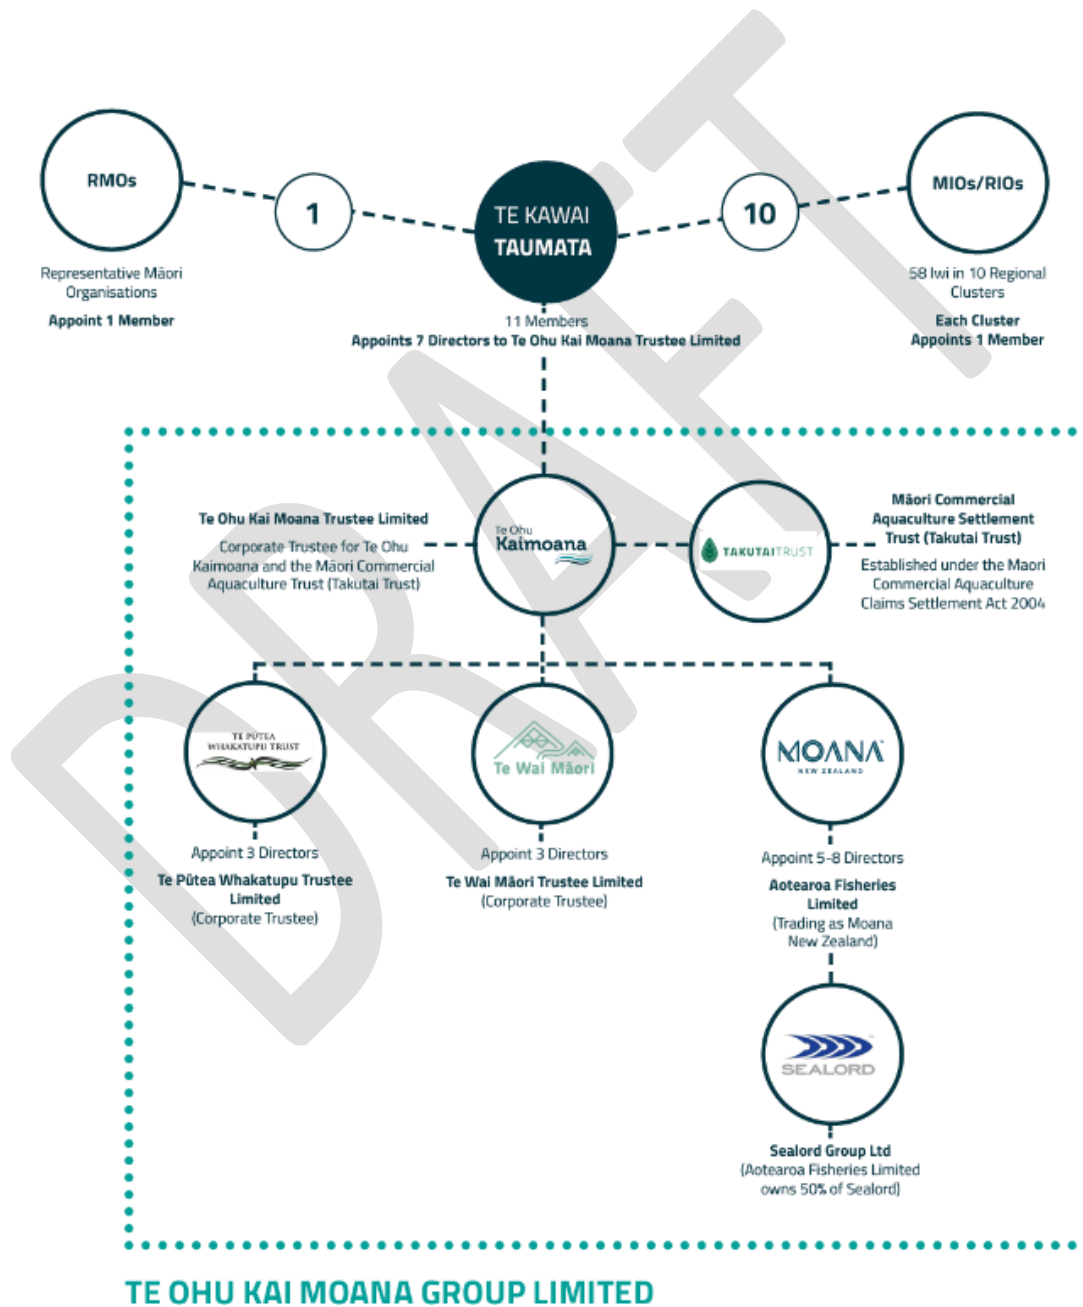 RMOs
1
TE KAWAI
TAUMATA
10
MIOs/RIOs
Representative Māori
Organisations
Appoint 1 Member
11 Members
Appoints 7 Directors to Te Ohu Kai Moana Trustee Limited
58 Iwi in 10 Regional
Clusters
Each Cluster
Appoints 1 Member
Te Ohu Kai Moana Trustee Limited
Corporate Trustee for Te Ohu
Kaimoana and the Māori Commercial
Aquaculture Trust (Takutai Trust)
Te Ohu
Kaimoana
TAKUTAITRUST
Māori Commercial
Aquaculture Settlement
Trust (Takutai Trust)
Established under the Maori
Commercial Aquaculture
Claims Settlement Act 2004
TE PŪTEA
WHAKATUPU TRUST
Te Wai Māori
MOANA
NEW ZEALAND
Appoint 3 Directors
Te Pūtea Whakatupu Trustee
Limited
(Corporate Trustee)
Appoint 3 Directors
Te Wai Māori Trustee Limited
(Corporate Trustee)
Appoint 5-8 Directors
Aotearoa Fisheries
Limited
(Trading as Moana
New Zealand)
SEALORD
Sealord Group Ltd
(Aotearoa Fisheries Limited
owns 50% of Sealord)
TE OHU KAI MOANA GROUP LIMITED
DRAFT